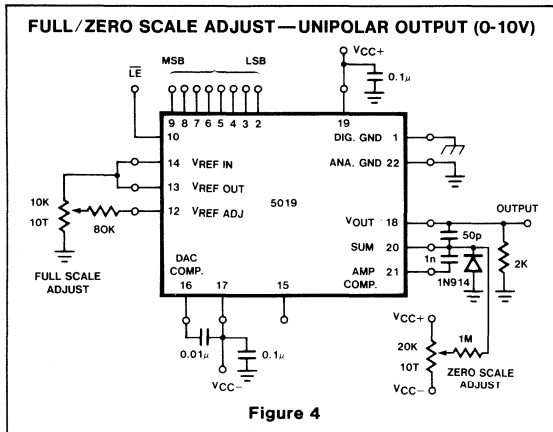 FULL/ZERO SCALE ADJUST—UNIPOLAR OUTPUT (0-10V)
VCC+
0.1μ
LE MSB LSB
9 8 7 6 5 4 3 2 19
10 DIG. GND 1
14 VREF IN ANA. GND 22
13 VREF OUT
5019
10K
10T
80K
12 VREF ADJ VOUT 18 OUTPUT
50p
FULL SCALE
ADJUST
SUM 20
1n
2K
DAC
COMP.
AMP 21
COMP.
1N914
16 17 15
0.01μ 0.1μ
VCC-
VCC+
20K
10T
1M
ZERO SCALE
ADJUST
VCC-
Figure 4